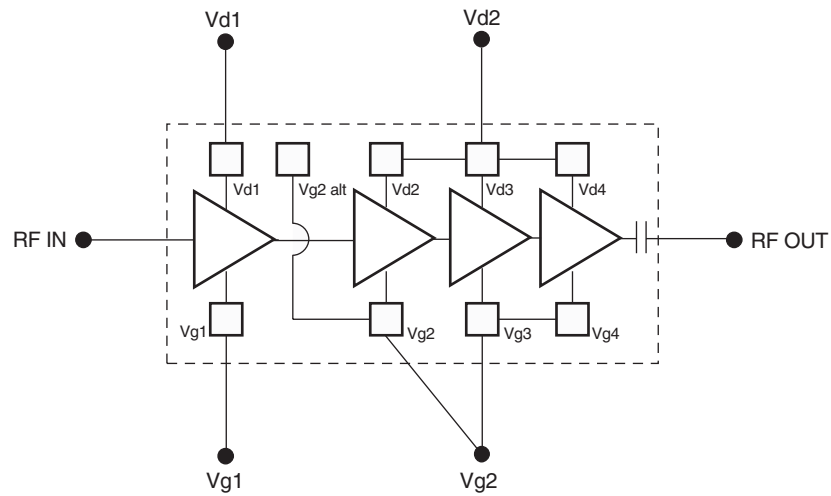 Vd1
Vd2
Vd1
Vg2 alt
Vd2
Vd3
Vd4
RF IN
RF OUT
Vg1
Vg2
Vg3
Vg4
Vg1
Vg2